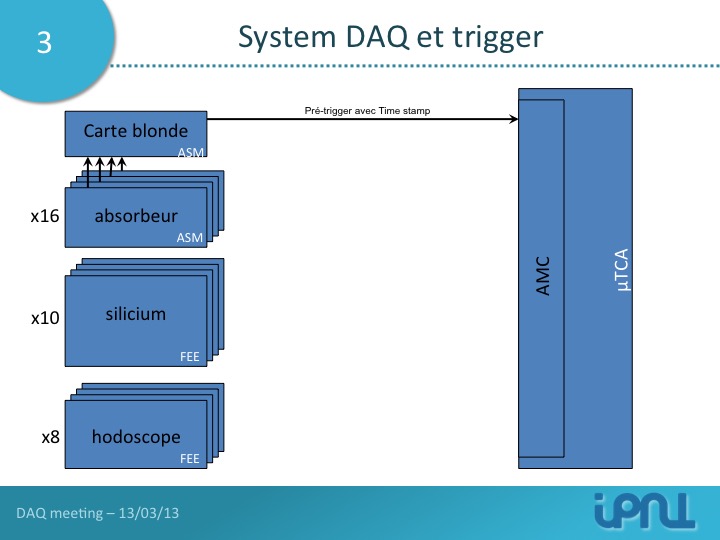 3
System DAQ et trigger
Pré-trigger avec Time stamp
Carte blonde
ASM
x16
absorbeur
ASM
x10
silicium
FEE
x8
hodoscope
FEE
AMC
µTCA
DAQ meeting – 13/03/13
ipnl